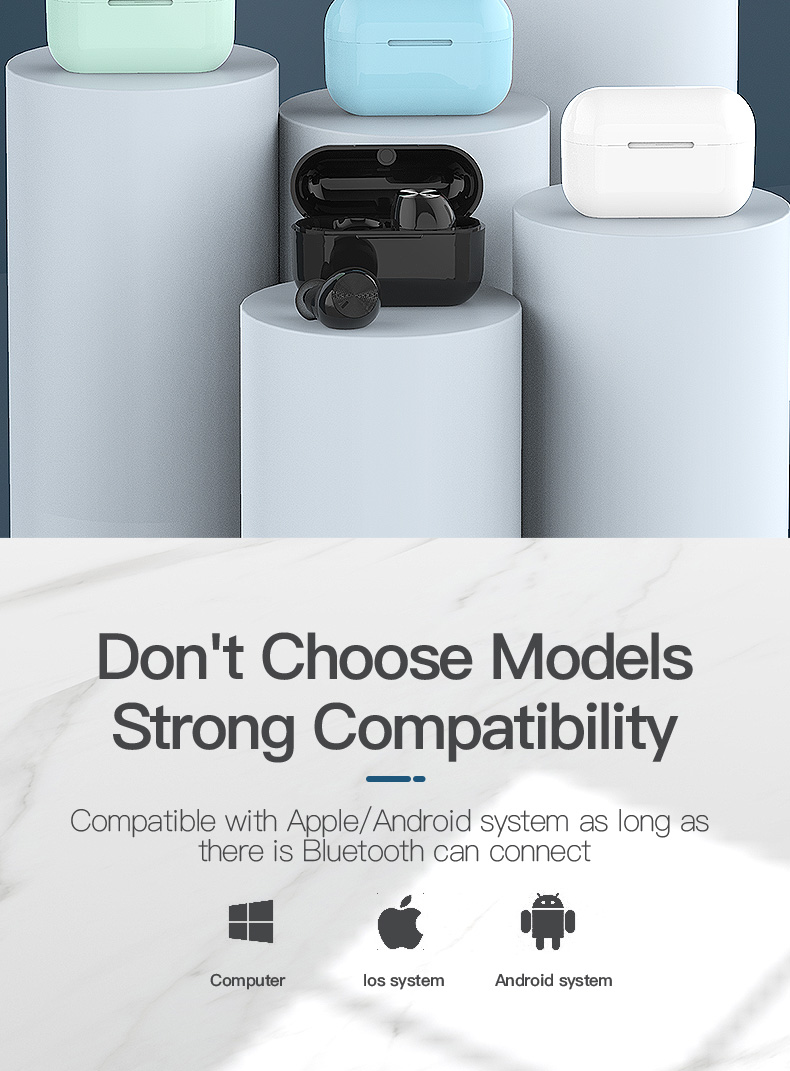 Don't Choose Models
Strong Compatibility
Compatible with Apple/Android system as long as
there is Bluetooth can connect
Computer
Ios system
Android system